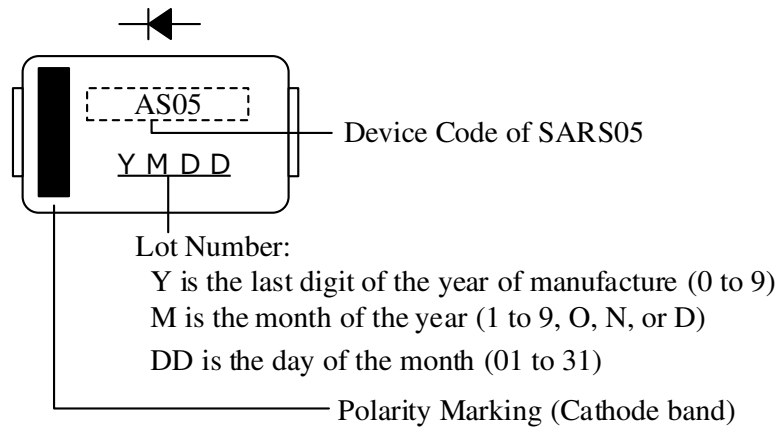 AS05
Device Code of SARS05
Y M D D
Lot Number:
Y is the last digit of the year of manufacture (0 to 9)
M is the month of the year (1 to 9, O, N, or D)
DD is the day of the month (01 to 31)
Polarity Marking (Cathode band)